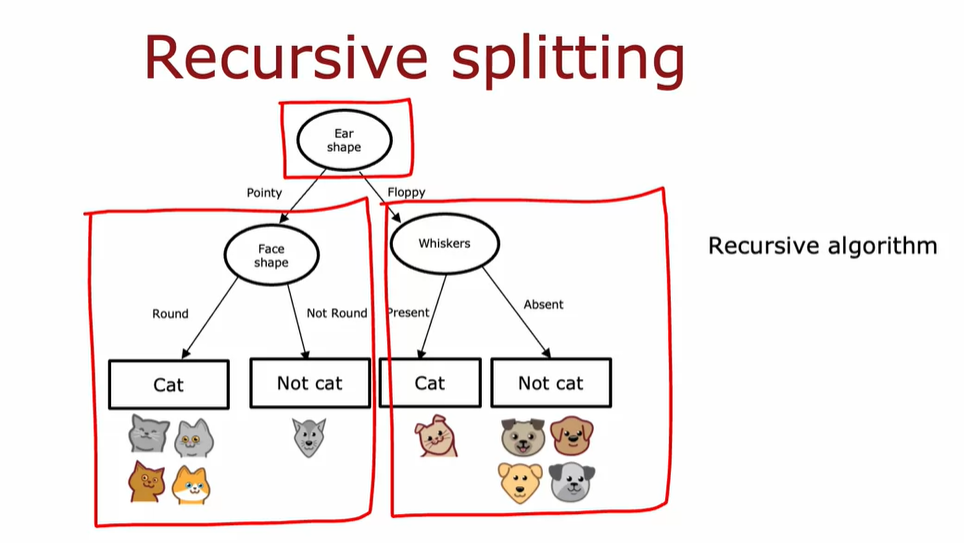 Recursive splitting
Ear
shape
Pointy
Floppy
Face
shape
Whiskers
Recursive algorithm
Round
Not Round
Present
Absent
Cat
Not cat
Cat
Not cat